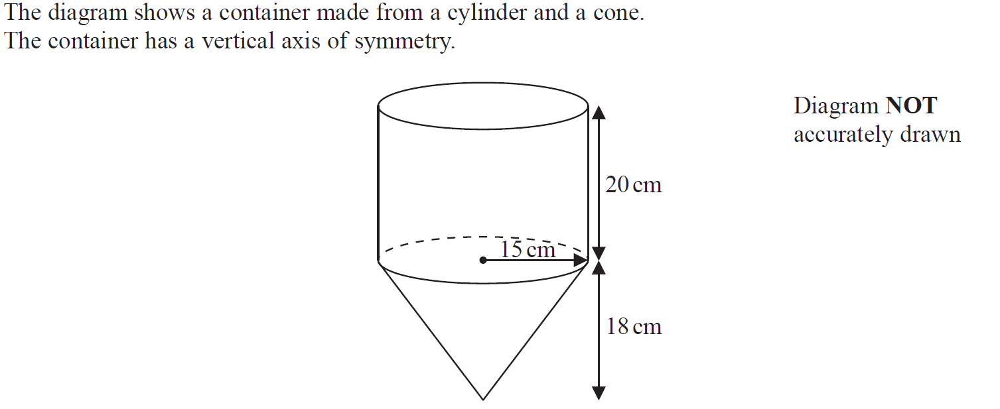 The diagram shows a container made from a cylinder and a cone.
The container has a vertical axis of symmetry.
Diagram NOT
accurately drawn
20 cm
15 cm
18 cm